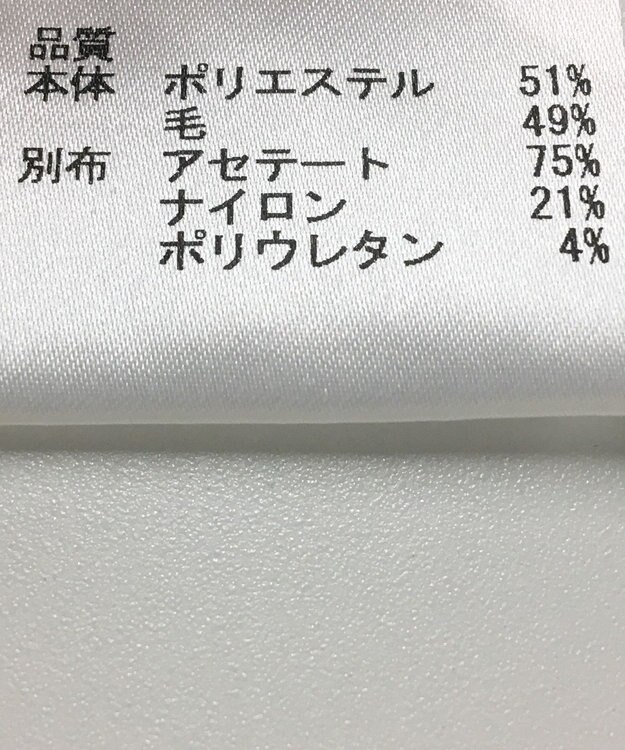 品質
本体 ポリエステル 51%
毛 49%
別布 アセテート 75%
ナイロン 21%
ポリウレタン 4%